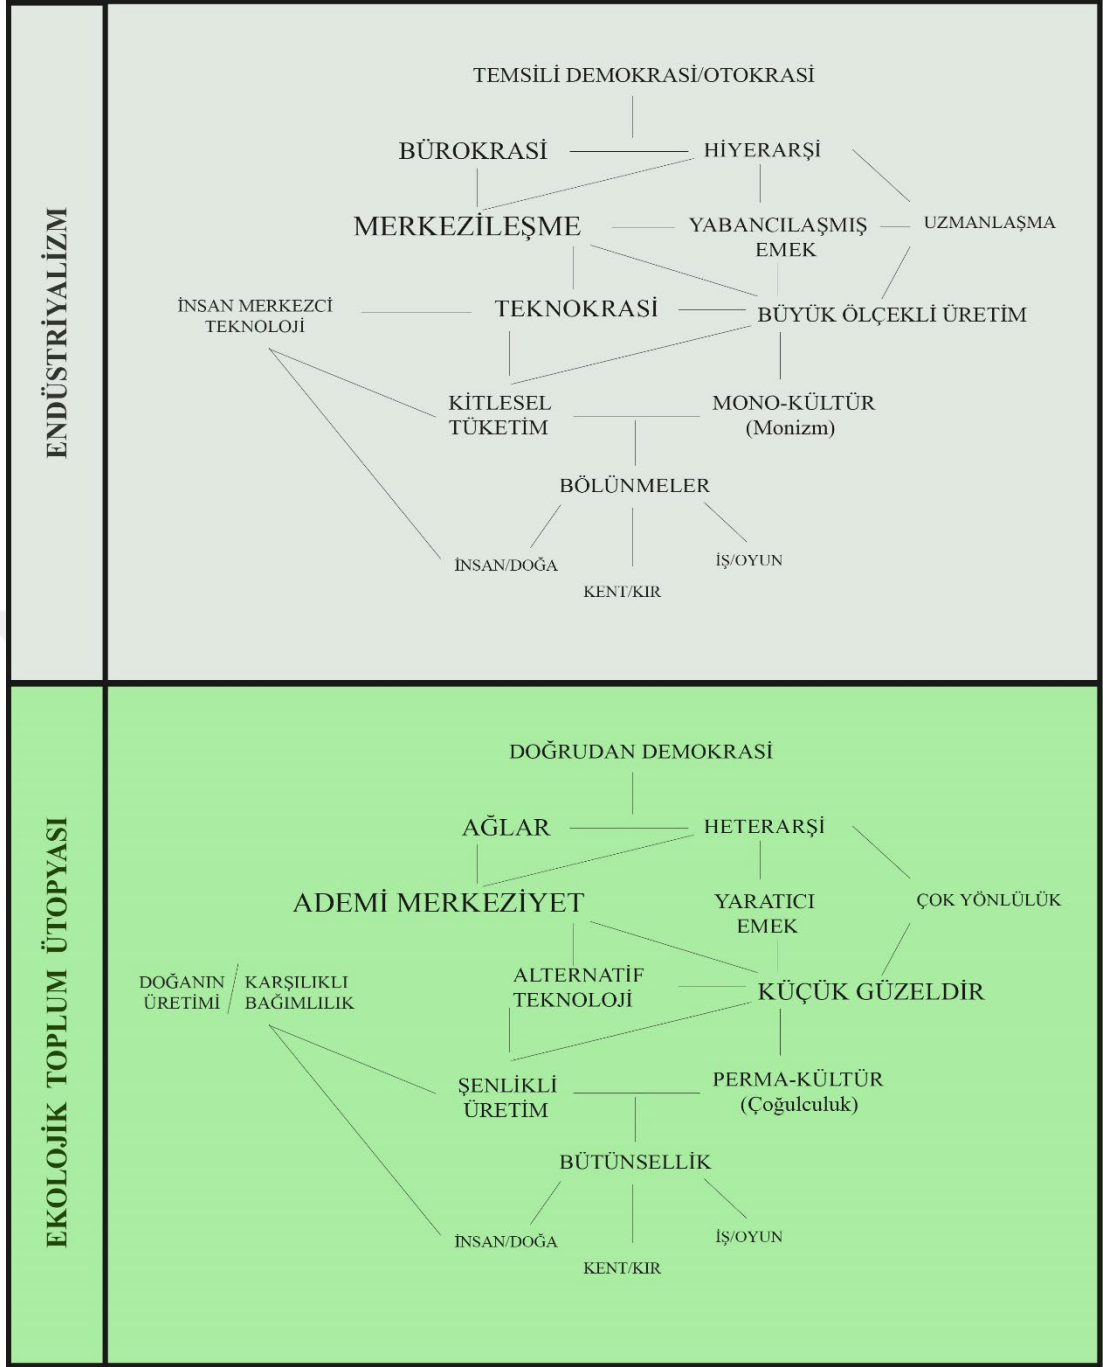 ENDÜSTRİYALİZM
TEMSİLİ DEMOKRASİ/OTOKRASİ
BÜROKRASİ
HİYERARŞİ
MERKEZİLEŞME
YABANCILAŞMIŞ
EMEK
UZMANLAŞMA
İNSAN MERKEZCİ
TEKNOLOJİ
TEKNOKRASİ
BÜYÜK ÖLÇEKLİ ÜRETİM
KİTLESEL
TÜKETİM
MONO-KÜLTÜR
(Monizm)
BÖLÜNMELER
İNSAN/DOĞA
KENT/KIR
İŞ/OYUN
EKOLOJİK TOPLUM ÜTOPYASI
DOĞRUDAN DEMOKRASİ
AĞLAR
HETERARŞİ
ADEMİ MERKEZİYET
YARATICI
EMEK
ÇOK YÖNLÜLÜK
DOĞANIN / KARŞILIKLI
ÜRETİMİ / BAĞIMLILIK
ALTERNATİF
TEKNOLOJİ
KÜÇÜK GÜZELDİR
ŞENLİKLİ
ÜRETİM
PERMA-KÜLTÜR
(Çoğulculuk)
BÜTÜNSELLİK
İNSAN/DOĞA
KENT/KIR
İŞ/OYUN